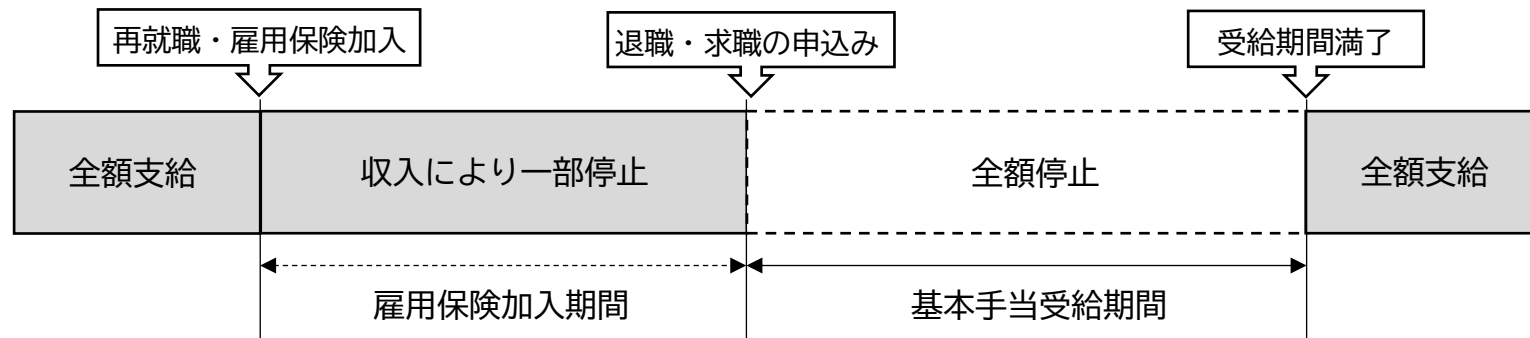 再就職・雇用保険加入
退職・求職の申込み
受給期間満了
全額支給
収入により一部停止
全額停止
全額支給
雇用保険加入期間
基本手当受給期間